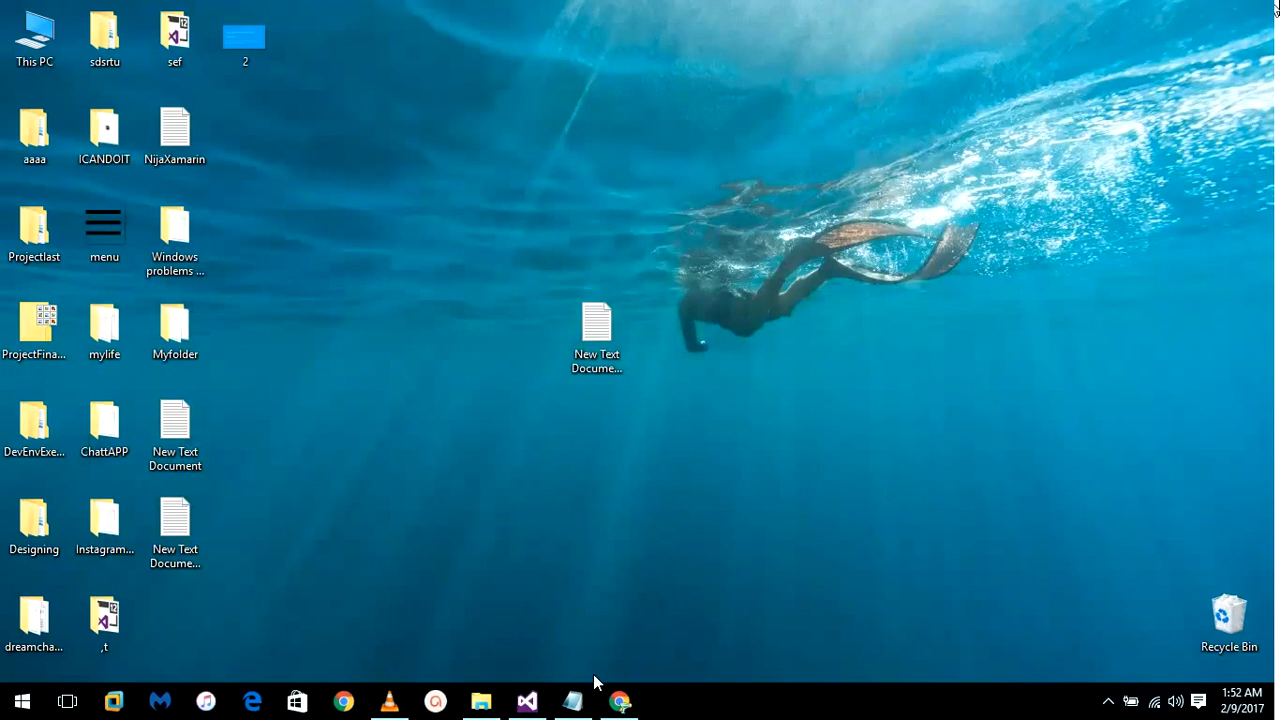 This PC
sdsrtu
sef
2
aaaa
ICANDOIT
NijaXamarin
Projectlast
menu
Windows
problems ...
ProjectFina...
mylife
Myfolder
New Text
Docume...
DevEnvExe...
ChattAPP
New Text
Document
Designing
Instagram...
New Text
Docume...
dreamcha...
,t
Recycle Bin
1:52 AM
2/9/2017